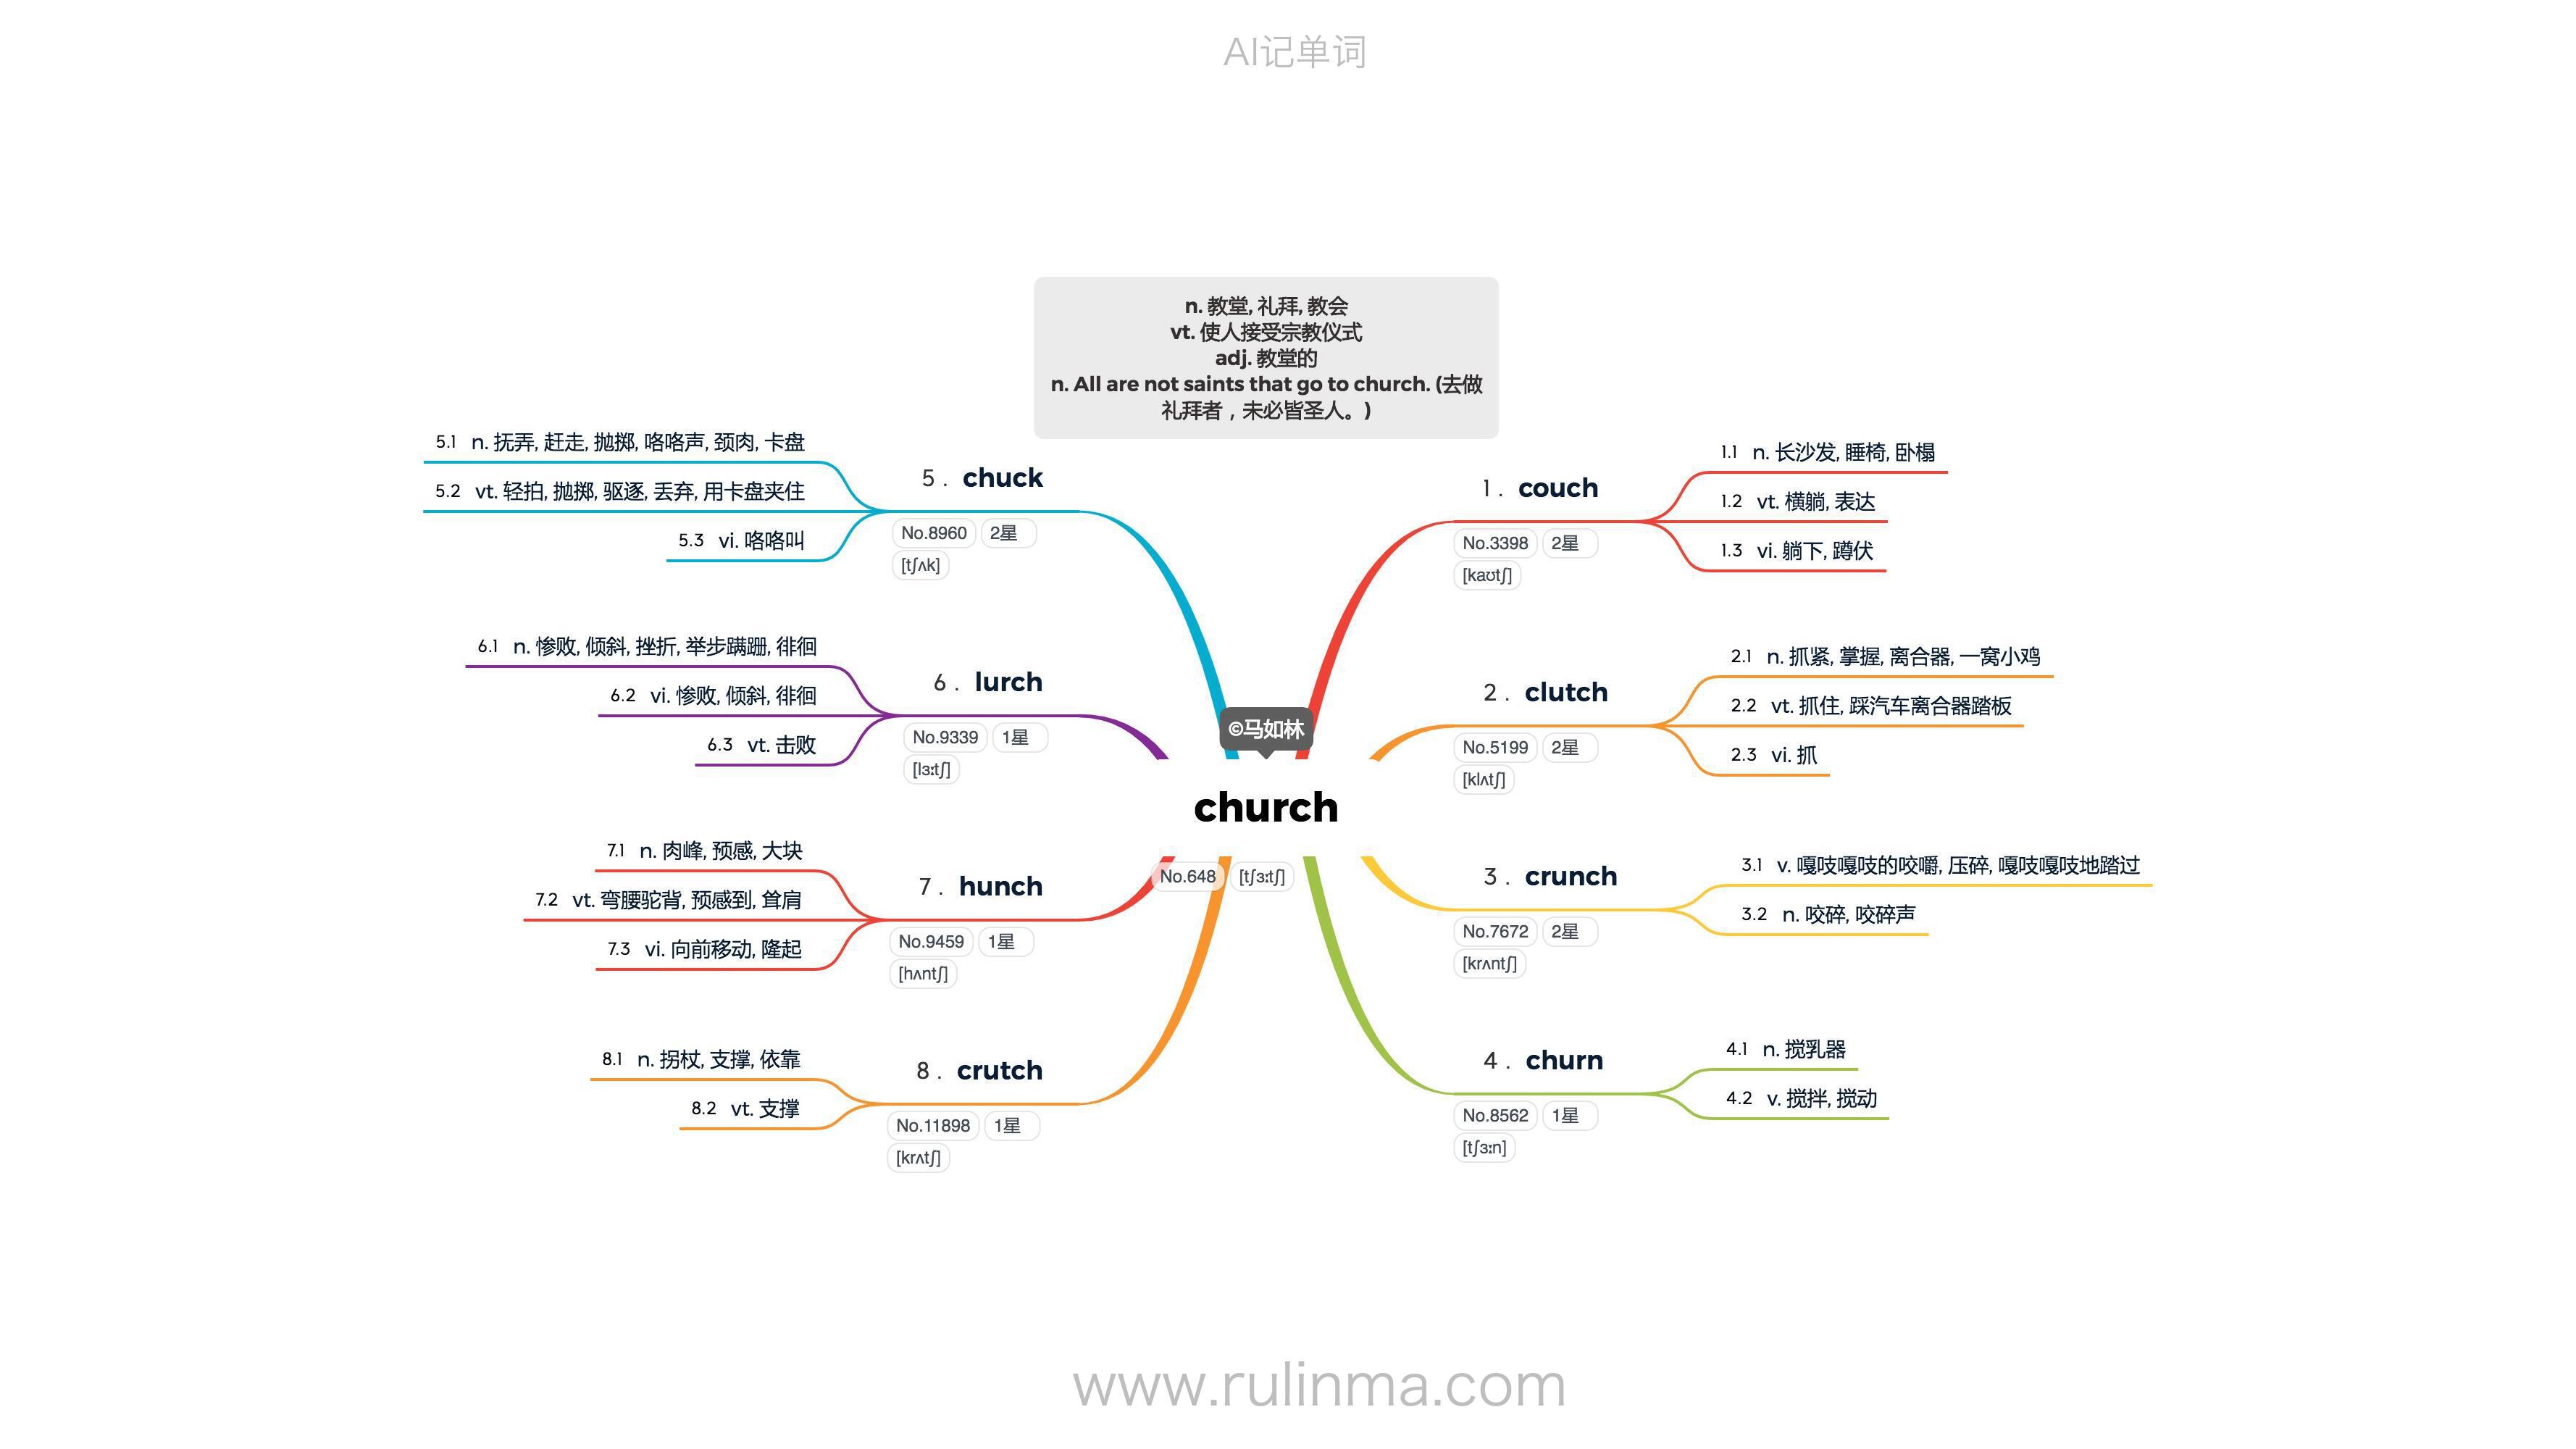 AI记单词
n. 教堂, 礼拜, 教会
vt. 使人接受宗教仪式
adj. 教堂的
n. All are not saints that go to church. (去做
礼拜者，未必皆圣人。)
©马如林
church
No.648 [tʃɜːtʃ]
1. couch
No.3398 2星
[kaʊtʃ]
1.1 n. 长沙发, 睡椅, 卧榻
1.2 vt. 横躺, 表达
1.3 vi. 躺下, 蹲伏
2. clutch
No.5199 2星
[klʌtʃ]
2.1 n. 抓紧, 掌握, 离合器, 一窝小鸡
2.2 vt. 抓住, 踩汽车离合器踏板
2.3 vi. 抓
3. crunch
No.7672 2星
[krʌntʃ]
3.1 v. 嘎吱嘎吱的咬嚼, 压碎, 嘎吱嘎吱地踏过
3.2 n. 咬碎, 咬碎声
4. churn
No.8562 1星
[tʃɜːn]
4.1 n. 搅乳器
4.2 v. 搅拌, 搅动
5. chuck
No.8960 2星
[tʃʌk]
5.1 n. 抚弄, 赶走, 抛掷, 咯咯声, 颈肉, 卡盘
5.2 vt. 轻拍, 抛掷, 驱逐, 丢弃, 用卡盘夹住
5.3 vi. 咯咯叫
6. lurch
No.9339 1星
[lɜːtʃ]
6.1 n. 惨败, 倾斜, 挫折, 举步蹒跚, 徘徊
6.2 vi. 惨败, 倾斜, 徘徊
6.3 vt. 击败
7. hunch
No.9459 1星
[hʌntʃ]
7.1 n. 肉峰, 预感, 大块
7.2 vt. 弯腰驼背, 预感到, 耸肩
7.3 vi. 向前移动, 隆起
8. crutch
No.11898 1星
[krʌtʃ]
8.1 n. 拐杖, 支撑, 依靠
8.2 vt. 支撑
www.rulinma.com